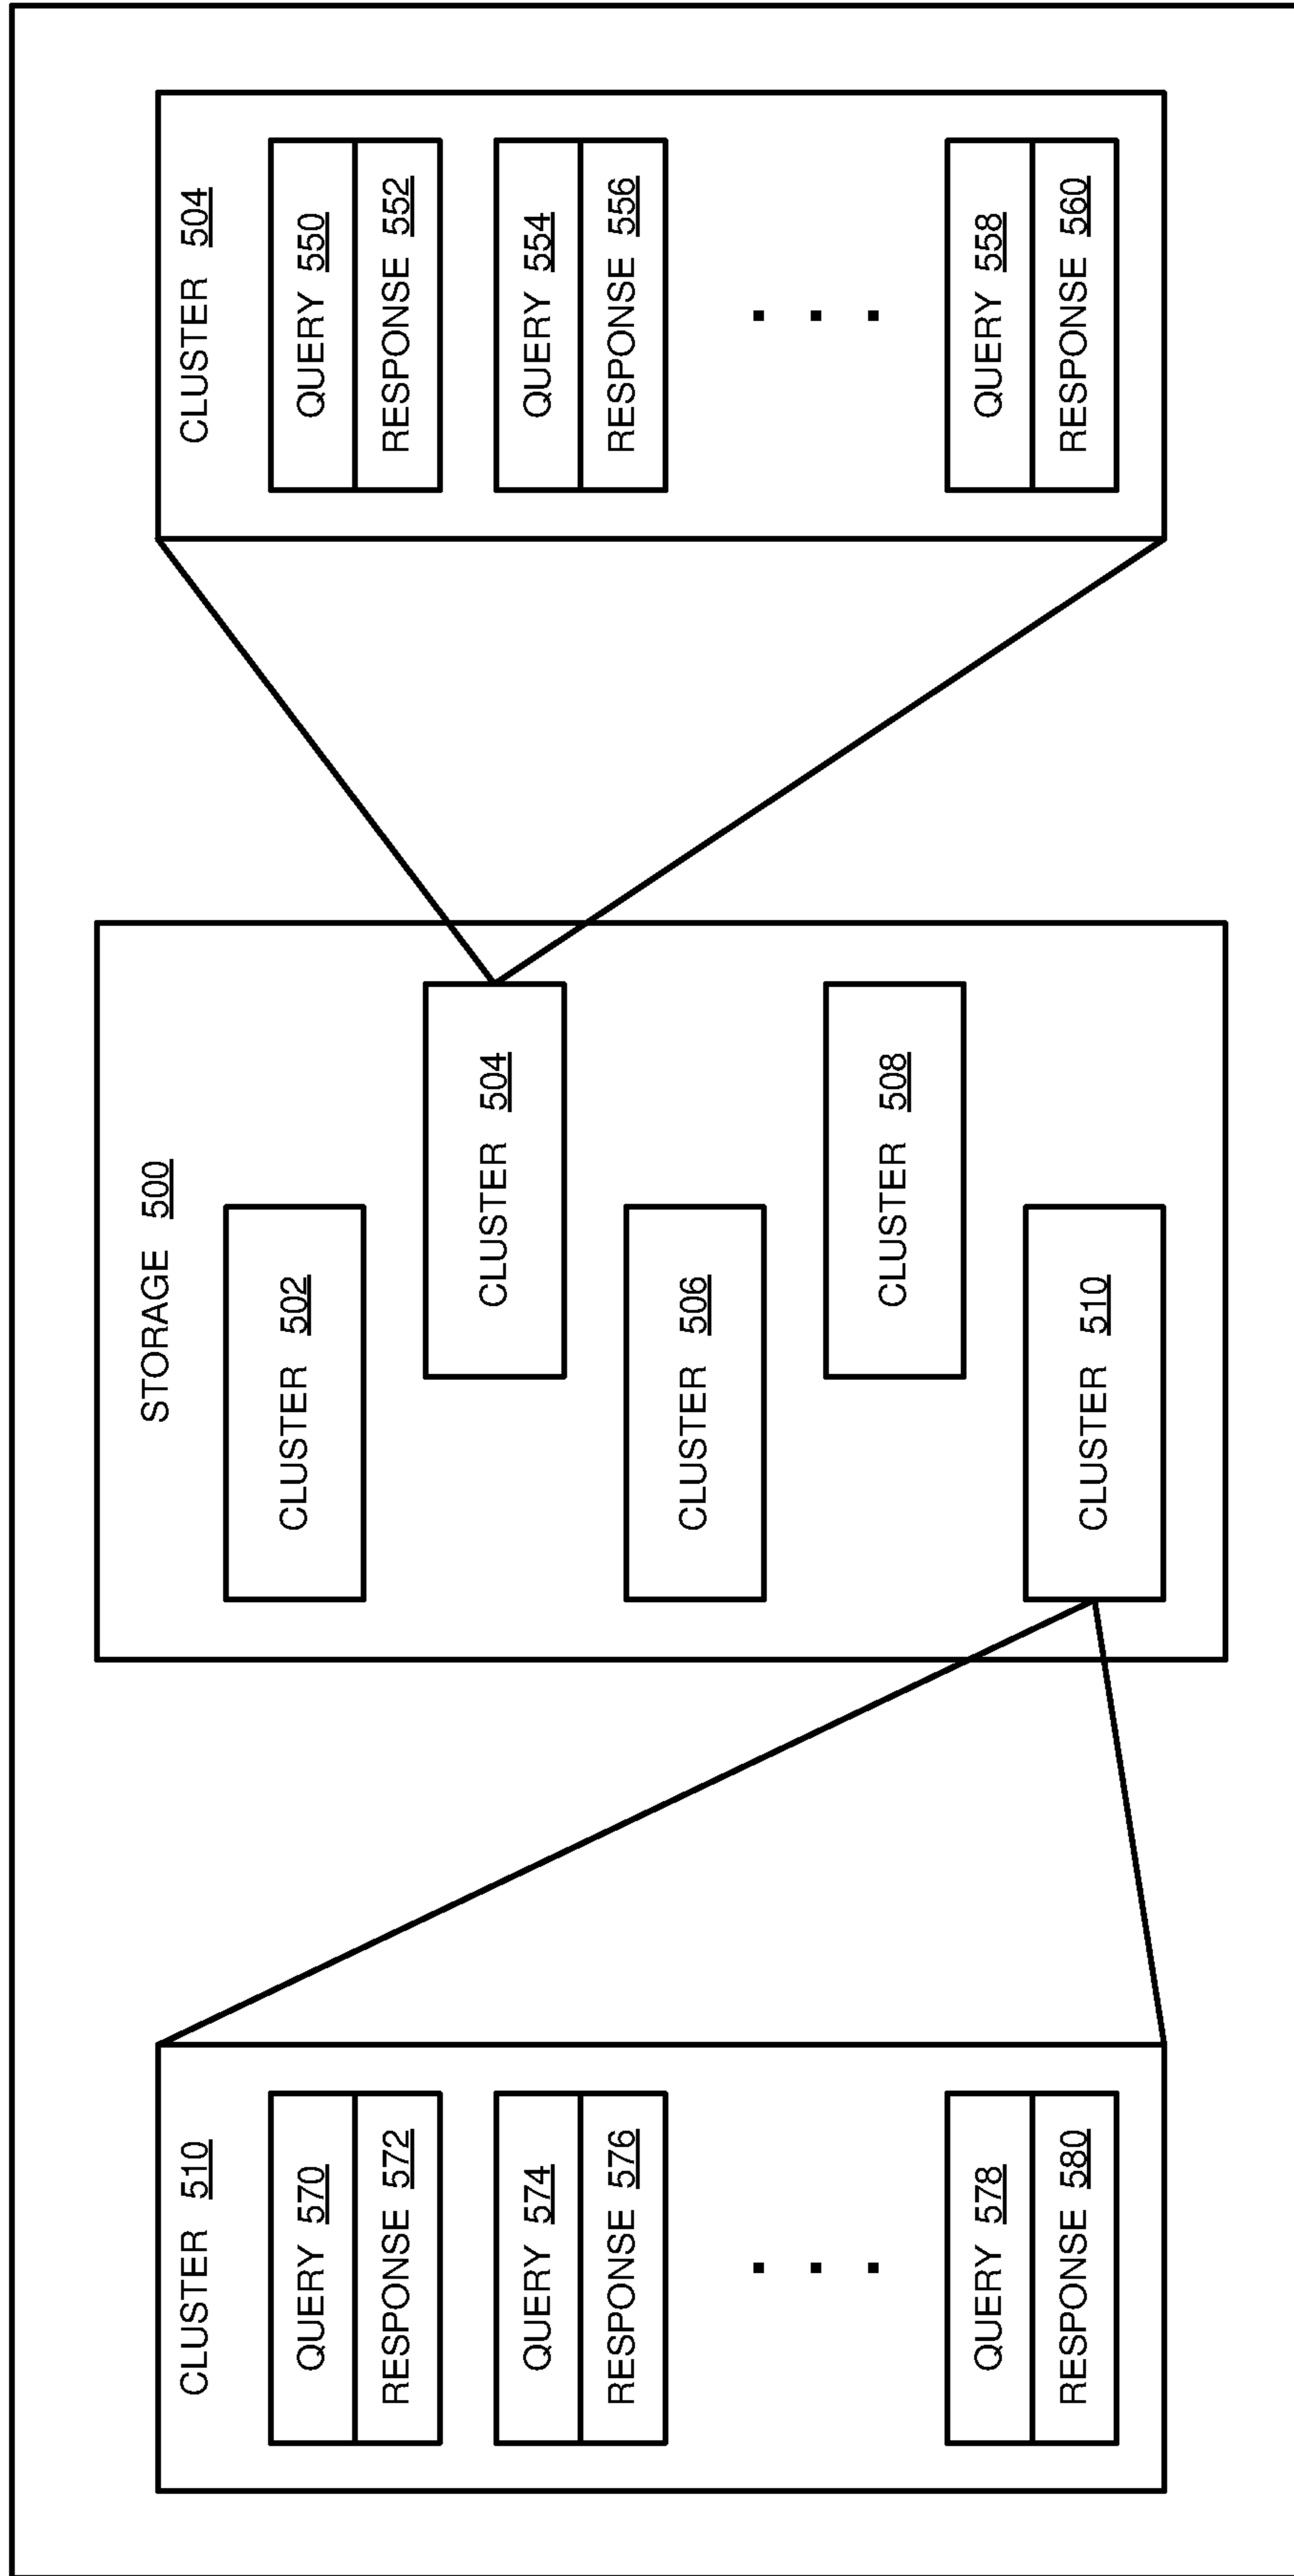 CLUSTER 510
QUERY 570
RESPONSE 572
QUERY 574
RESPONSE 576
. . .
QUERY 578
RESPONSE 580
STORAGE 500
CLUSTER 502
CLUSTER 504
CLUSTER 506
CLUSTER 508
CLUSTER 510
CLUSTER 504
QUERY 550
RESPONSE 552
QUERY 554
RESPONSE 556
. . .
QUERY 558
RESPONSE 560